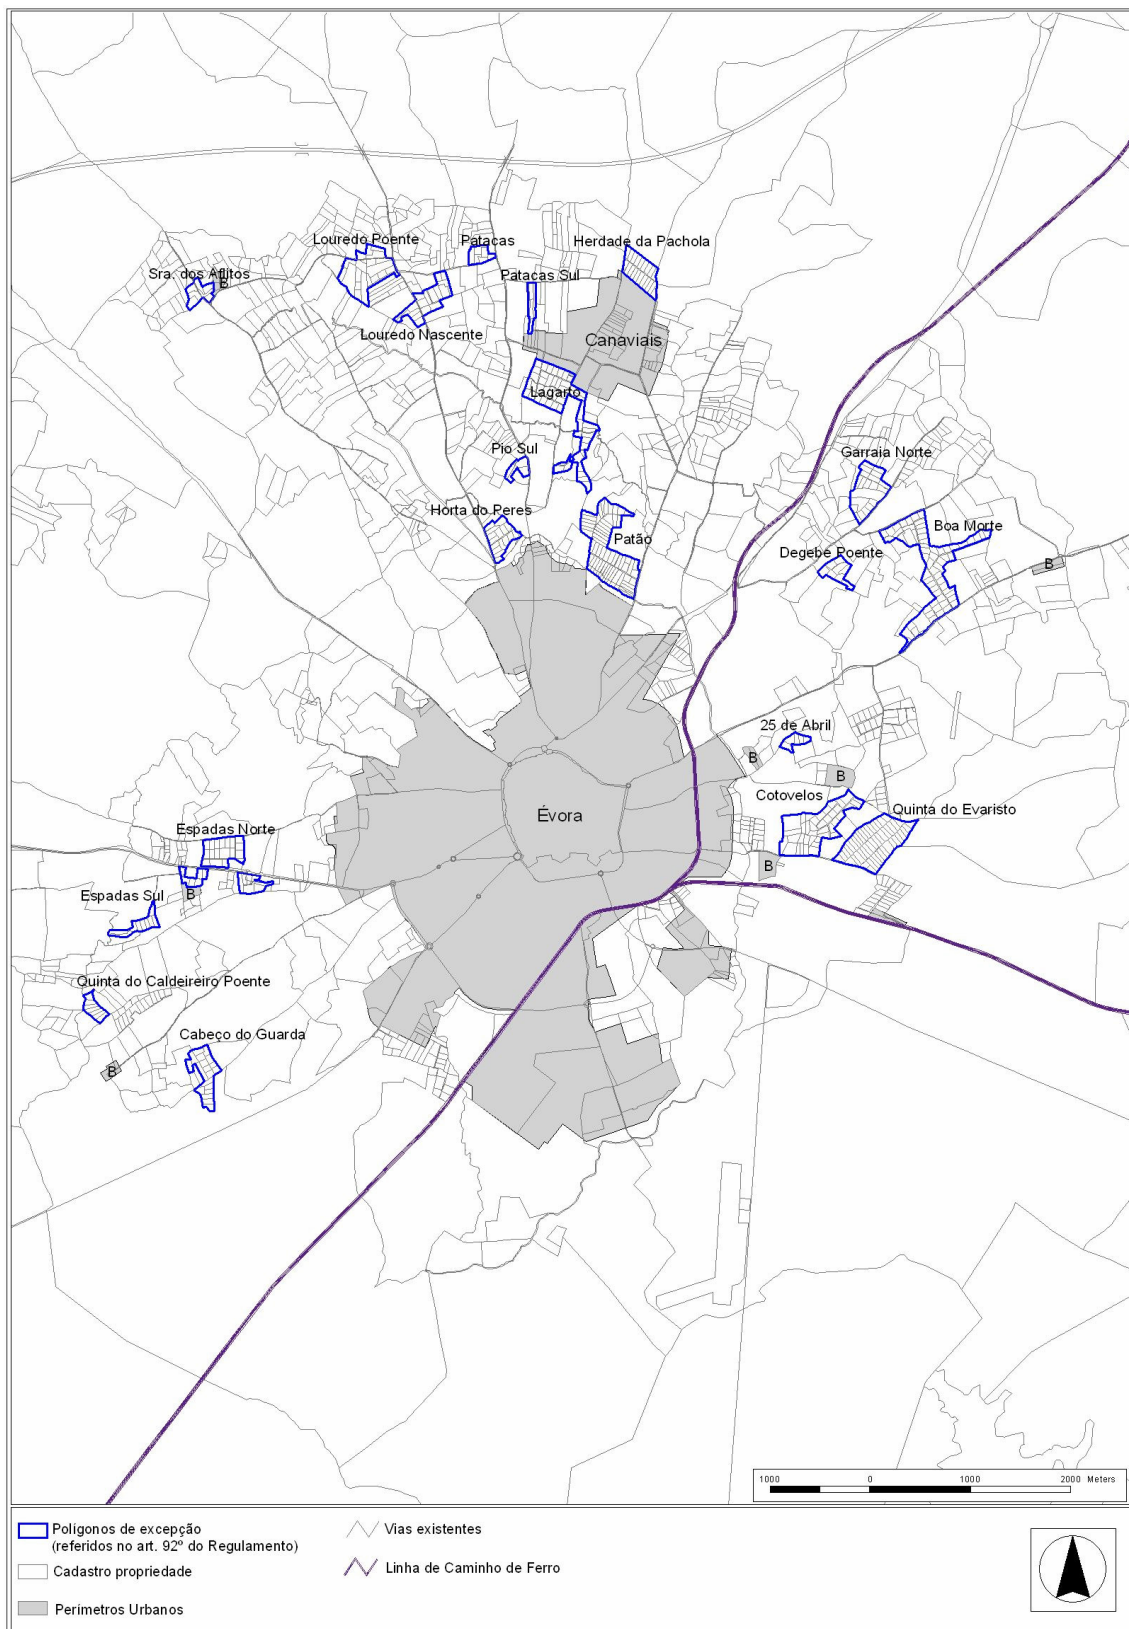 Louredo Poente
Patacas
Herdade da Pachola
Sra. dos Aflitos
B
Patacas Sul
Louredo Nascente
Canaviais
Lagarto
Pio Sul
Garraia Norte
Horta do Peres
Patão
Boa Morte
Degebe Poente
B
25 de Abril
B
B
Cotovelos
Quinta do Evaristo
Évora
Espadas Norte
B
Espadas Sul
B
Quinta do Caldeireiro Poente
Cabeço do Guarda
B
1000 0 1000 2000 Meters
Polígonos de excepção
(referidos no art. 92º do Regulamento)
Cadastro propriedade
Perímetros Urbanos
Vias existentes
Linha de Caminho de Ferro